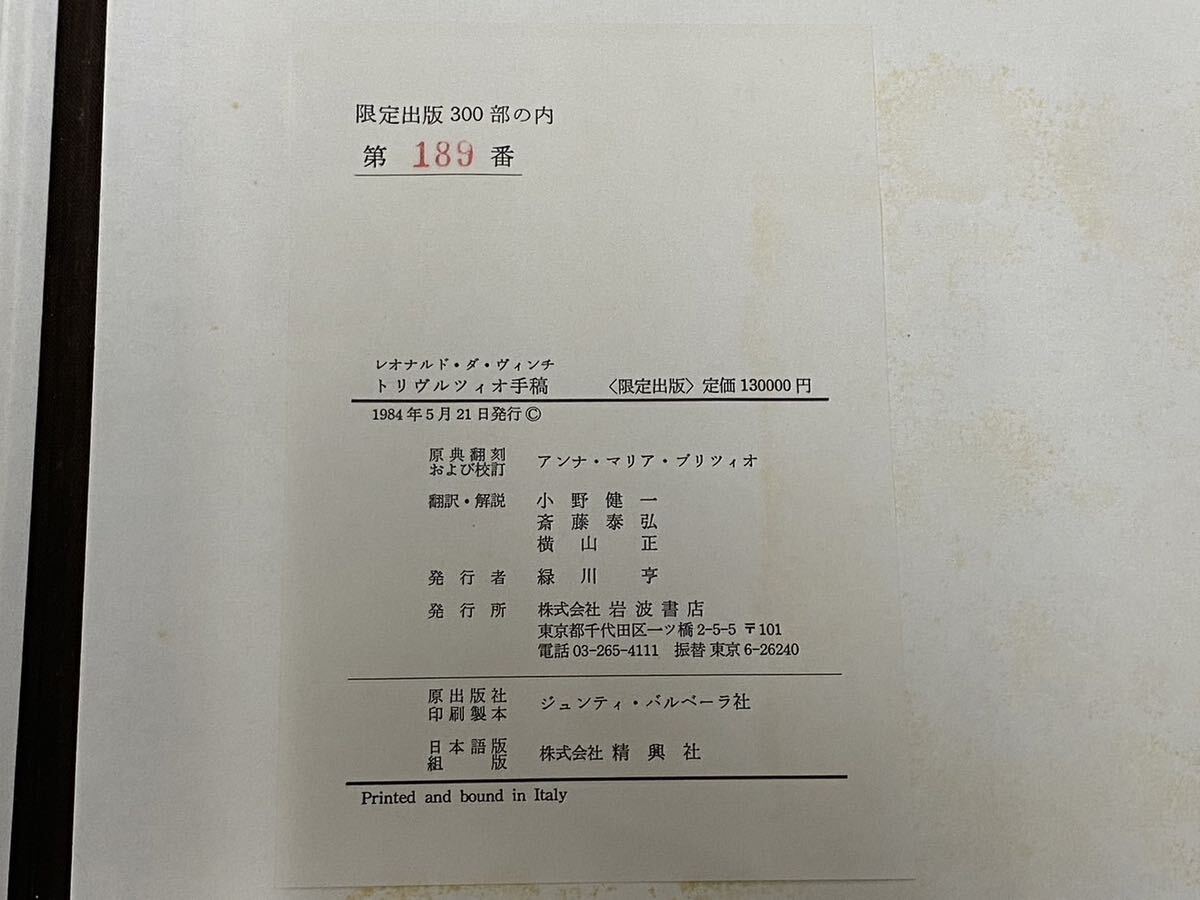 限定出版 300 部の内
第 189 番
レオナルド・ダ・ヴィンチ
トリヴルツィオ手稿 〈限定出版〉定価 130000 円
1984 年 5 月 21 日発行 ©
原典翻刻
および校訂 アンナ・マリア・ブリツィオ
翻訳・解説 小野健一
斎藤泰弘
横山正
発行者 緑川亨
発行所 株式会社 岩波書店
東京都千代田区一ツ橋 2-5-5 〒101
電話 03-265-4111 振替 東京 6-26240
原出版社
印刷製本 ジュンティ・バルベーラ社
日本語版
組版 株式会社 精興社
Printed and bound in Italy